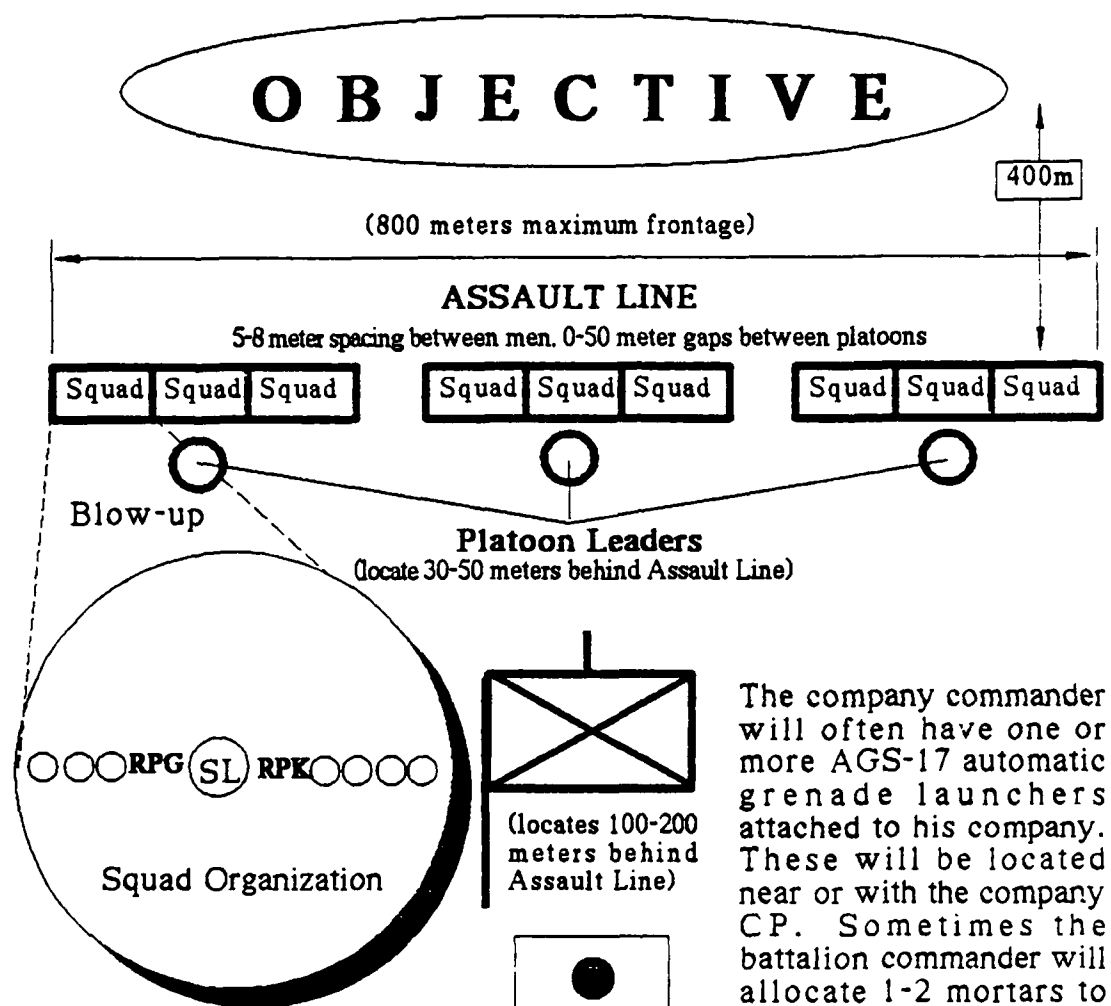 OBJECTIVE
400m
(800 meters maximum frontage)
ASSAULT LINE
5-8 meter spacing between men. 0-50 meter gaps between platoons
Squad Squad Squad Squad Squad Squad Squad Squad Squad
Blow-up
Platoon Leaders
(locate 30-50 meters behind Assault Line)
RPG SL RPK
Squad Organization
(locates 100-200
meters behind
Assault Line)
The company commander
will often have one or
more AGS-17 automatic
grenade launchers
attached to his company.
These will be located
near or with the company
CP. Sometimes the
battalion commander will
allocate 1-2 mortars to